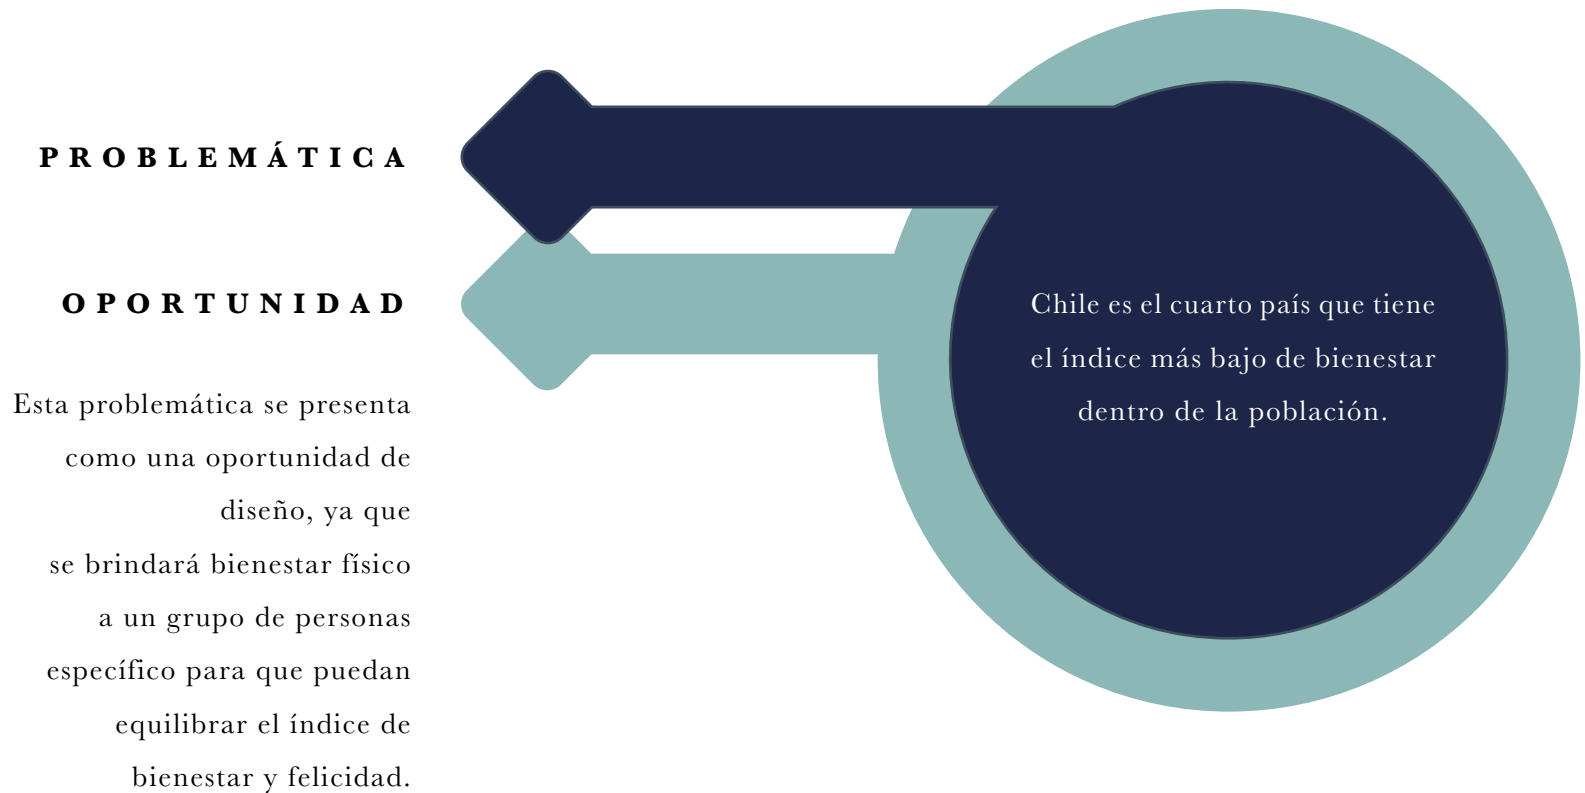 PROBLEMÁTICA
OPORTUNIDAD
Esta problemática se presenta
como una oportunidad de
diseño, ya que
se brindará bienestar físico
a un grupo de personas
específico para que puedan
equilibrar el índice de
bienestar y felicidad.
Chile es el cuarto país que tiene
el índice más bajo de bienestar
dentro de la población.